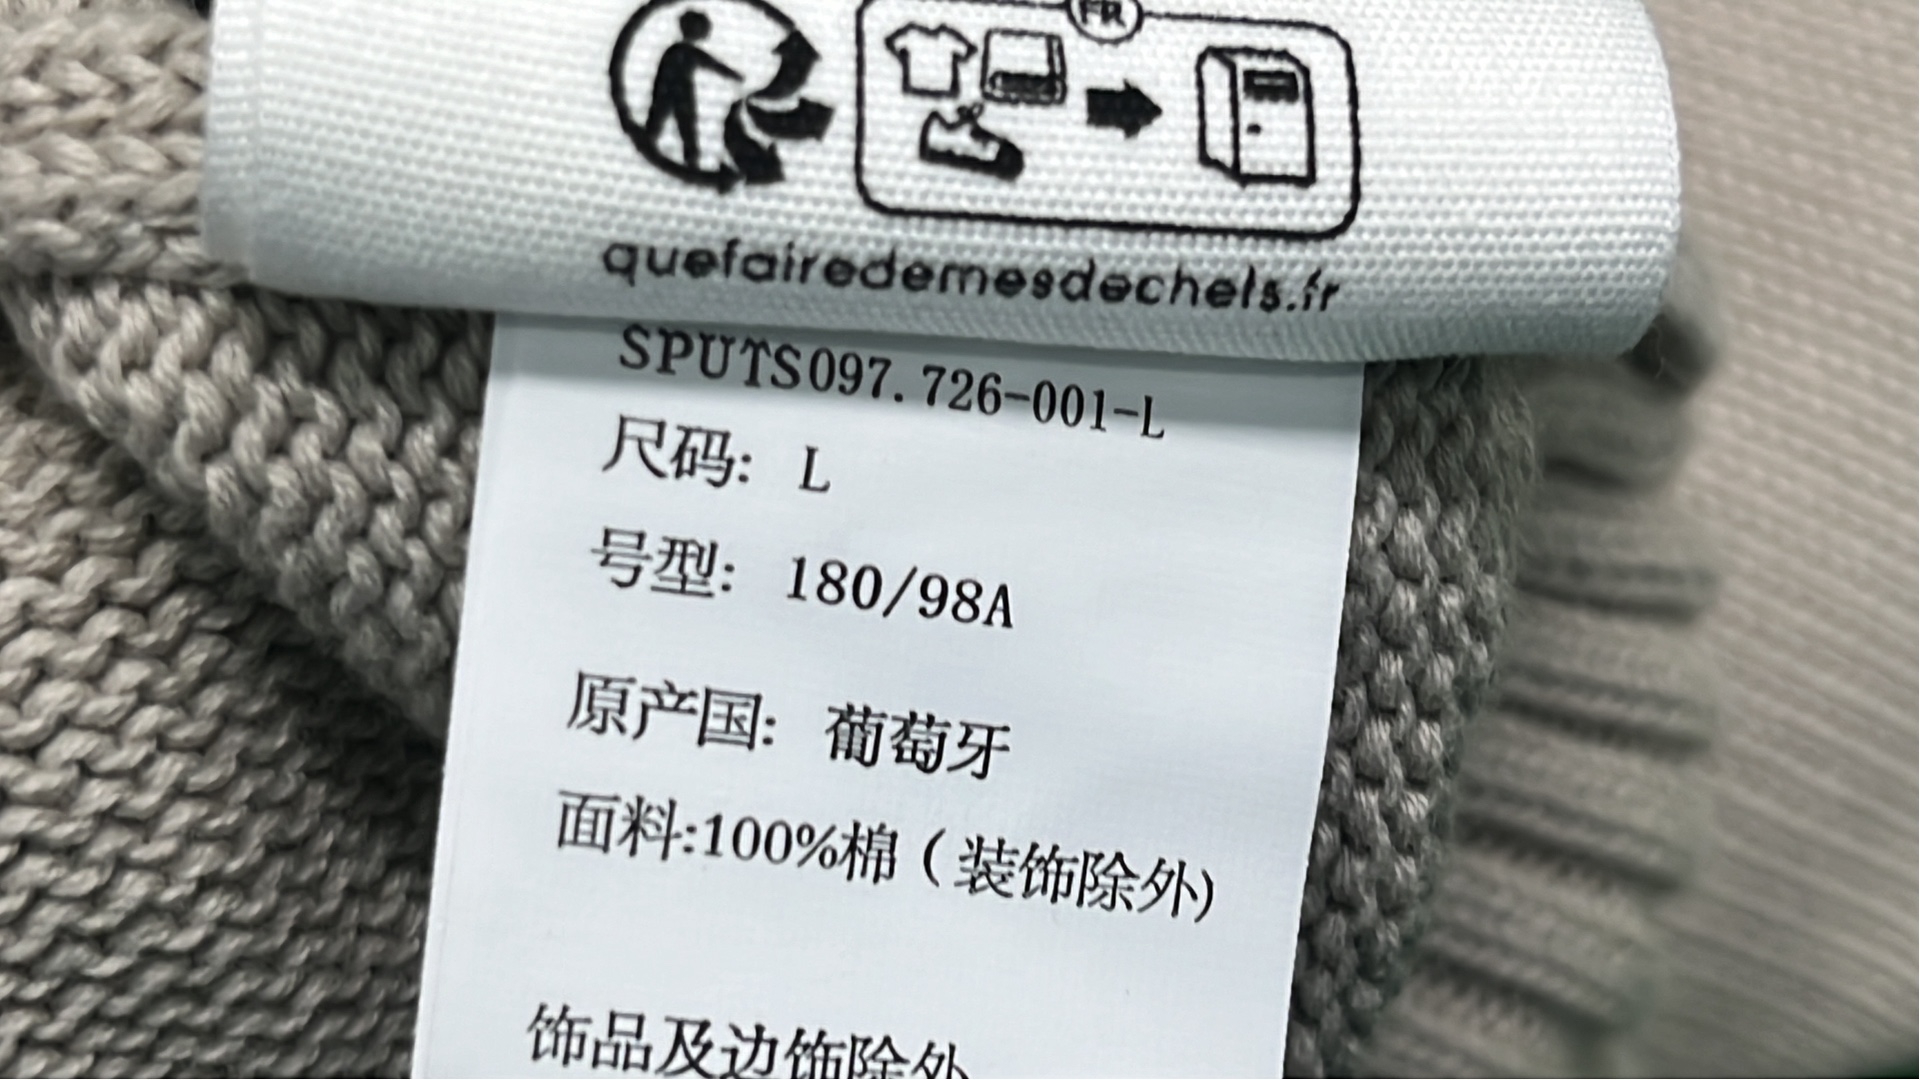 FR
quefairedemesdechets.fr
SPUTS097.726-001-L
尺码: L
号型: 180/98A
原产国: 葡萄牙
面料:100%棉（装饰除外)
饰品及边饰除外